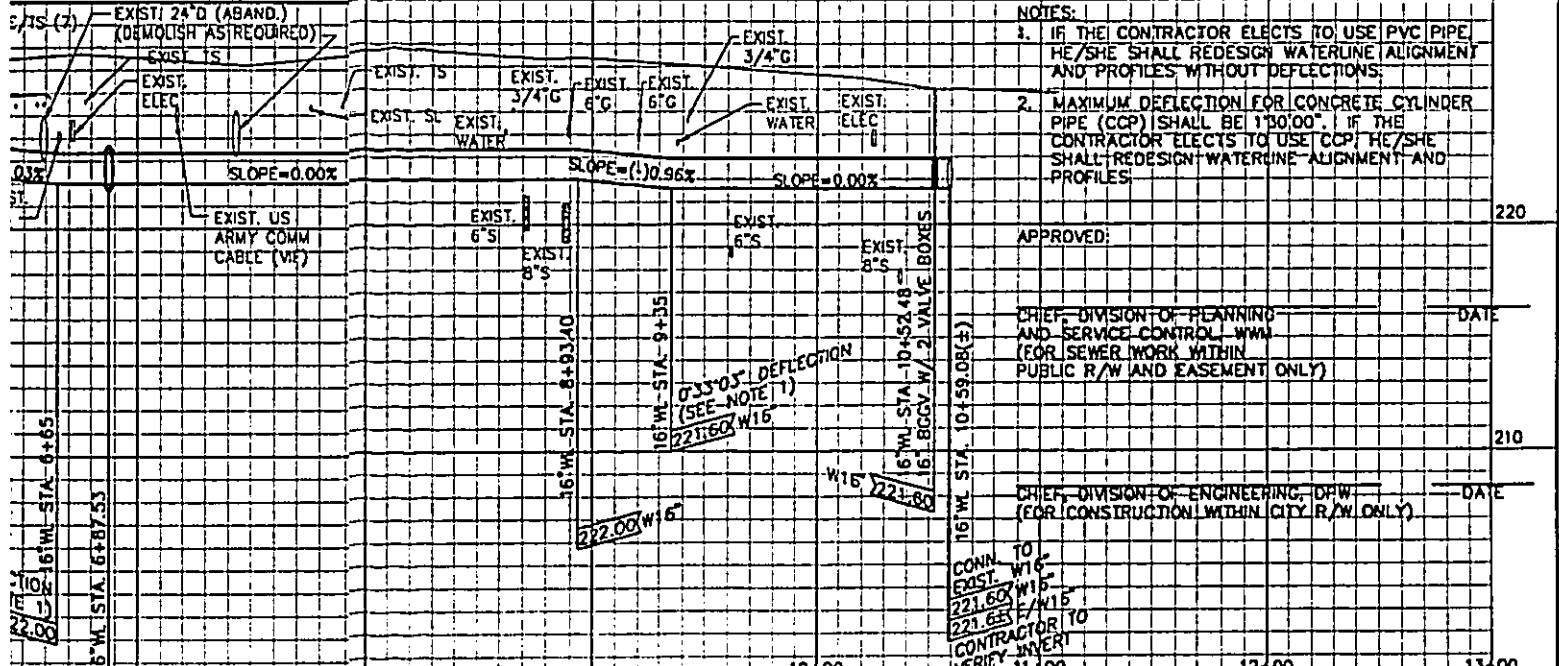 E/TS (7)
EXIST. 24"D (ABAND.)
(DEMOLISH AS REQUIRED)
EXIST. TS
EXIST.
ELEC
.03%
SLOPE=0.00%
EXIST. US
ARMY COMM
CABLE (VIF)
EXIST. TS
EXIST. SL
EXIST.
WATER
EXIST.
3/4"G
EXIST.
6"G
EXIST.
6"G
EXIST.
3/4"G
EXIST.
WATER
EXIST.
ELEC
SLOPE=(-)0.96%
SLOPE=0.00%
EXIST.
6"S
EXIST.
8"S
EXIST.
6"S
EXIST.
8"S
16"WL STA. 6+65
16"WL STA. 6+87.53
TION
22.00
16"WL STA. 8+93.40
222.00 W16"
16"WL STA. 9+35
0°33'03" DEFLECTION
(SEE NOTE 1)
221.60 W16"
16"WL STA. 10+52.48
16" BGGV W/ 2 VALVE BOXES
W16" 221.60
16"WL STA. 10+59.08(±)
CONN. TO
EXIST. W16"
221.60 W16"
221.6± E/W16"
CONTRACTOR TO
VERIFY INVERT
NOTES:
1. IF THE CONTRACTOR ELECTS TO USE PVC PIPE,
HE/SHE SHALL REDESIGN WATERLINE ALIGNMENT
AND PROFILES WITHOUT DEFLECTIONS.
2. MAXIMUM DEFLECTION FOR CONCRETE CYLINDER
PIPE (CCP) SHALL BE 1°30'00". IF THE
CONTRACTOR ELECTS TO USE CCP, HE/SHE
SHALL REDESIGN WATERLINE ALIGNMENT AND
PROFILES.
220
APPROVED:
CHIEF, DIVISION OF PLANNING DATE
AND SERVICE CONTROL, WWM
(FOR SEWER WORK WITHIN
PUBLIC R/W AND EASEMENT ONLY)
210
CHIEF, DIVISION OF ENGINEERING, DPW DATE
(FOR CONSTRUCTION WITHIN CITY R/W ONLY)
10+00 11+00 12+00 13+00